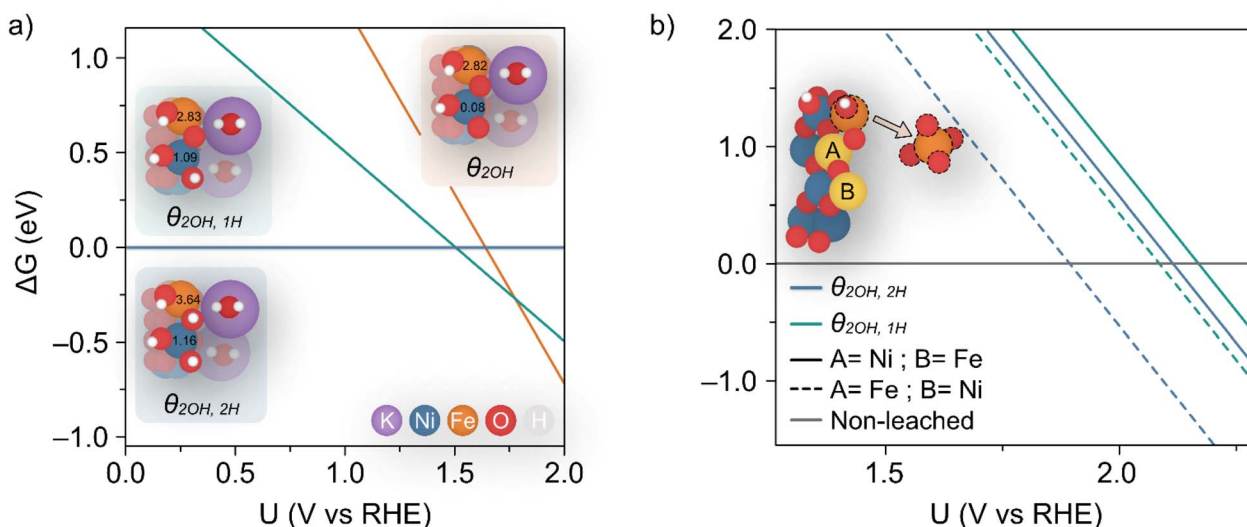 a)
ΔG (eV)
1.0
0.5
0.0
−0.5
−1.0
2.83
1.09
θ2OH, 1H
2.82
0.08
θ2OH
3.64
1.16
θ2OH, 2H
K Ni Fe O H
0.0 0.5 1.0 1.5 2.0
U (V vs RHE)
b)
2.0
1.0
0.0
−1.0
A
B
θ2OH, 2H
θ2OH, 1H
A= Ni ; B= Fe
A= Fe ; B= Ni
Non-leached
1.5 2.0
U (V vs RHE)